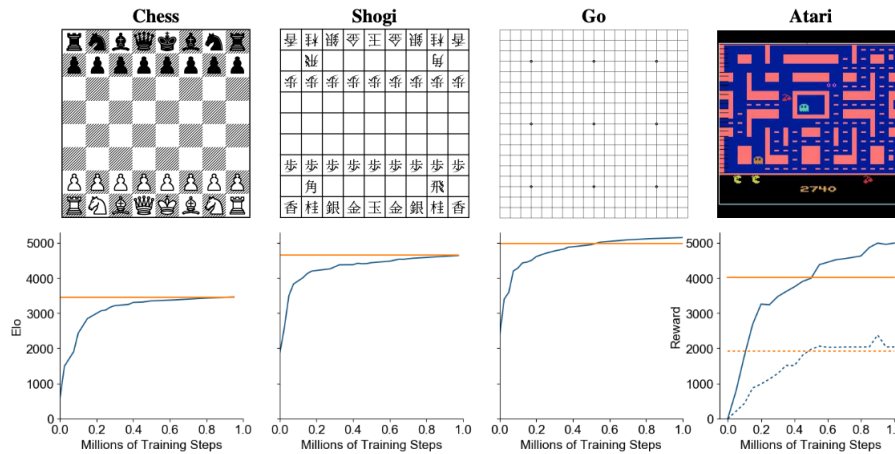 Chess
Shogi
Go
Atari
香 桂 銀 金 王 金 銀 桂 香
飛 角
歩 歩 歩 歩 歩 歩 歩 歩 歩
歩 歩 歩 歩 歩 歩 歩 歩 歩
角 飛
香 桂 銀 金 王 金 銀 桂 香
2740
5000
4000
3000
2000
1000
0
Elo
0.0 0.2 0.4 0.6 0.8 1.0
Millions of Training Steps
0.0 0.2 0.4 0.6 0.8 1.0
Millions of Training Steps
0.0 0.2 0.4 0.6 0.8 1.0
Millions of Training Steps
5000
4000
3000
2000
1000
0
Reward
0.0 0.2 0.4 0.6 0.8 1.0
Millions of Training Steps